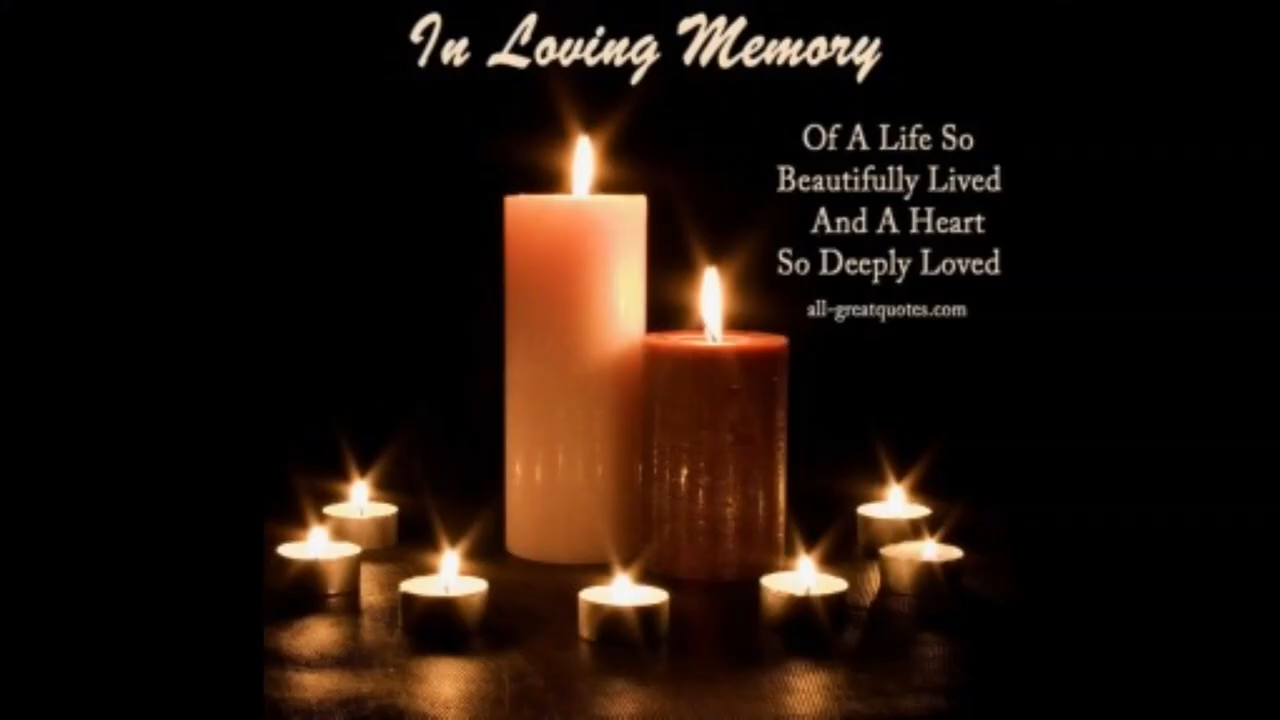 In Loving Memory
Of A Life So
Beautifully Lived
And A Heart
So Deeply Loved
all-greatquotes.com